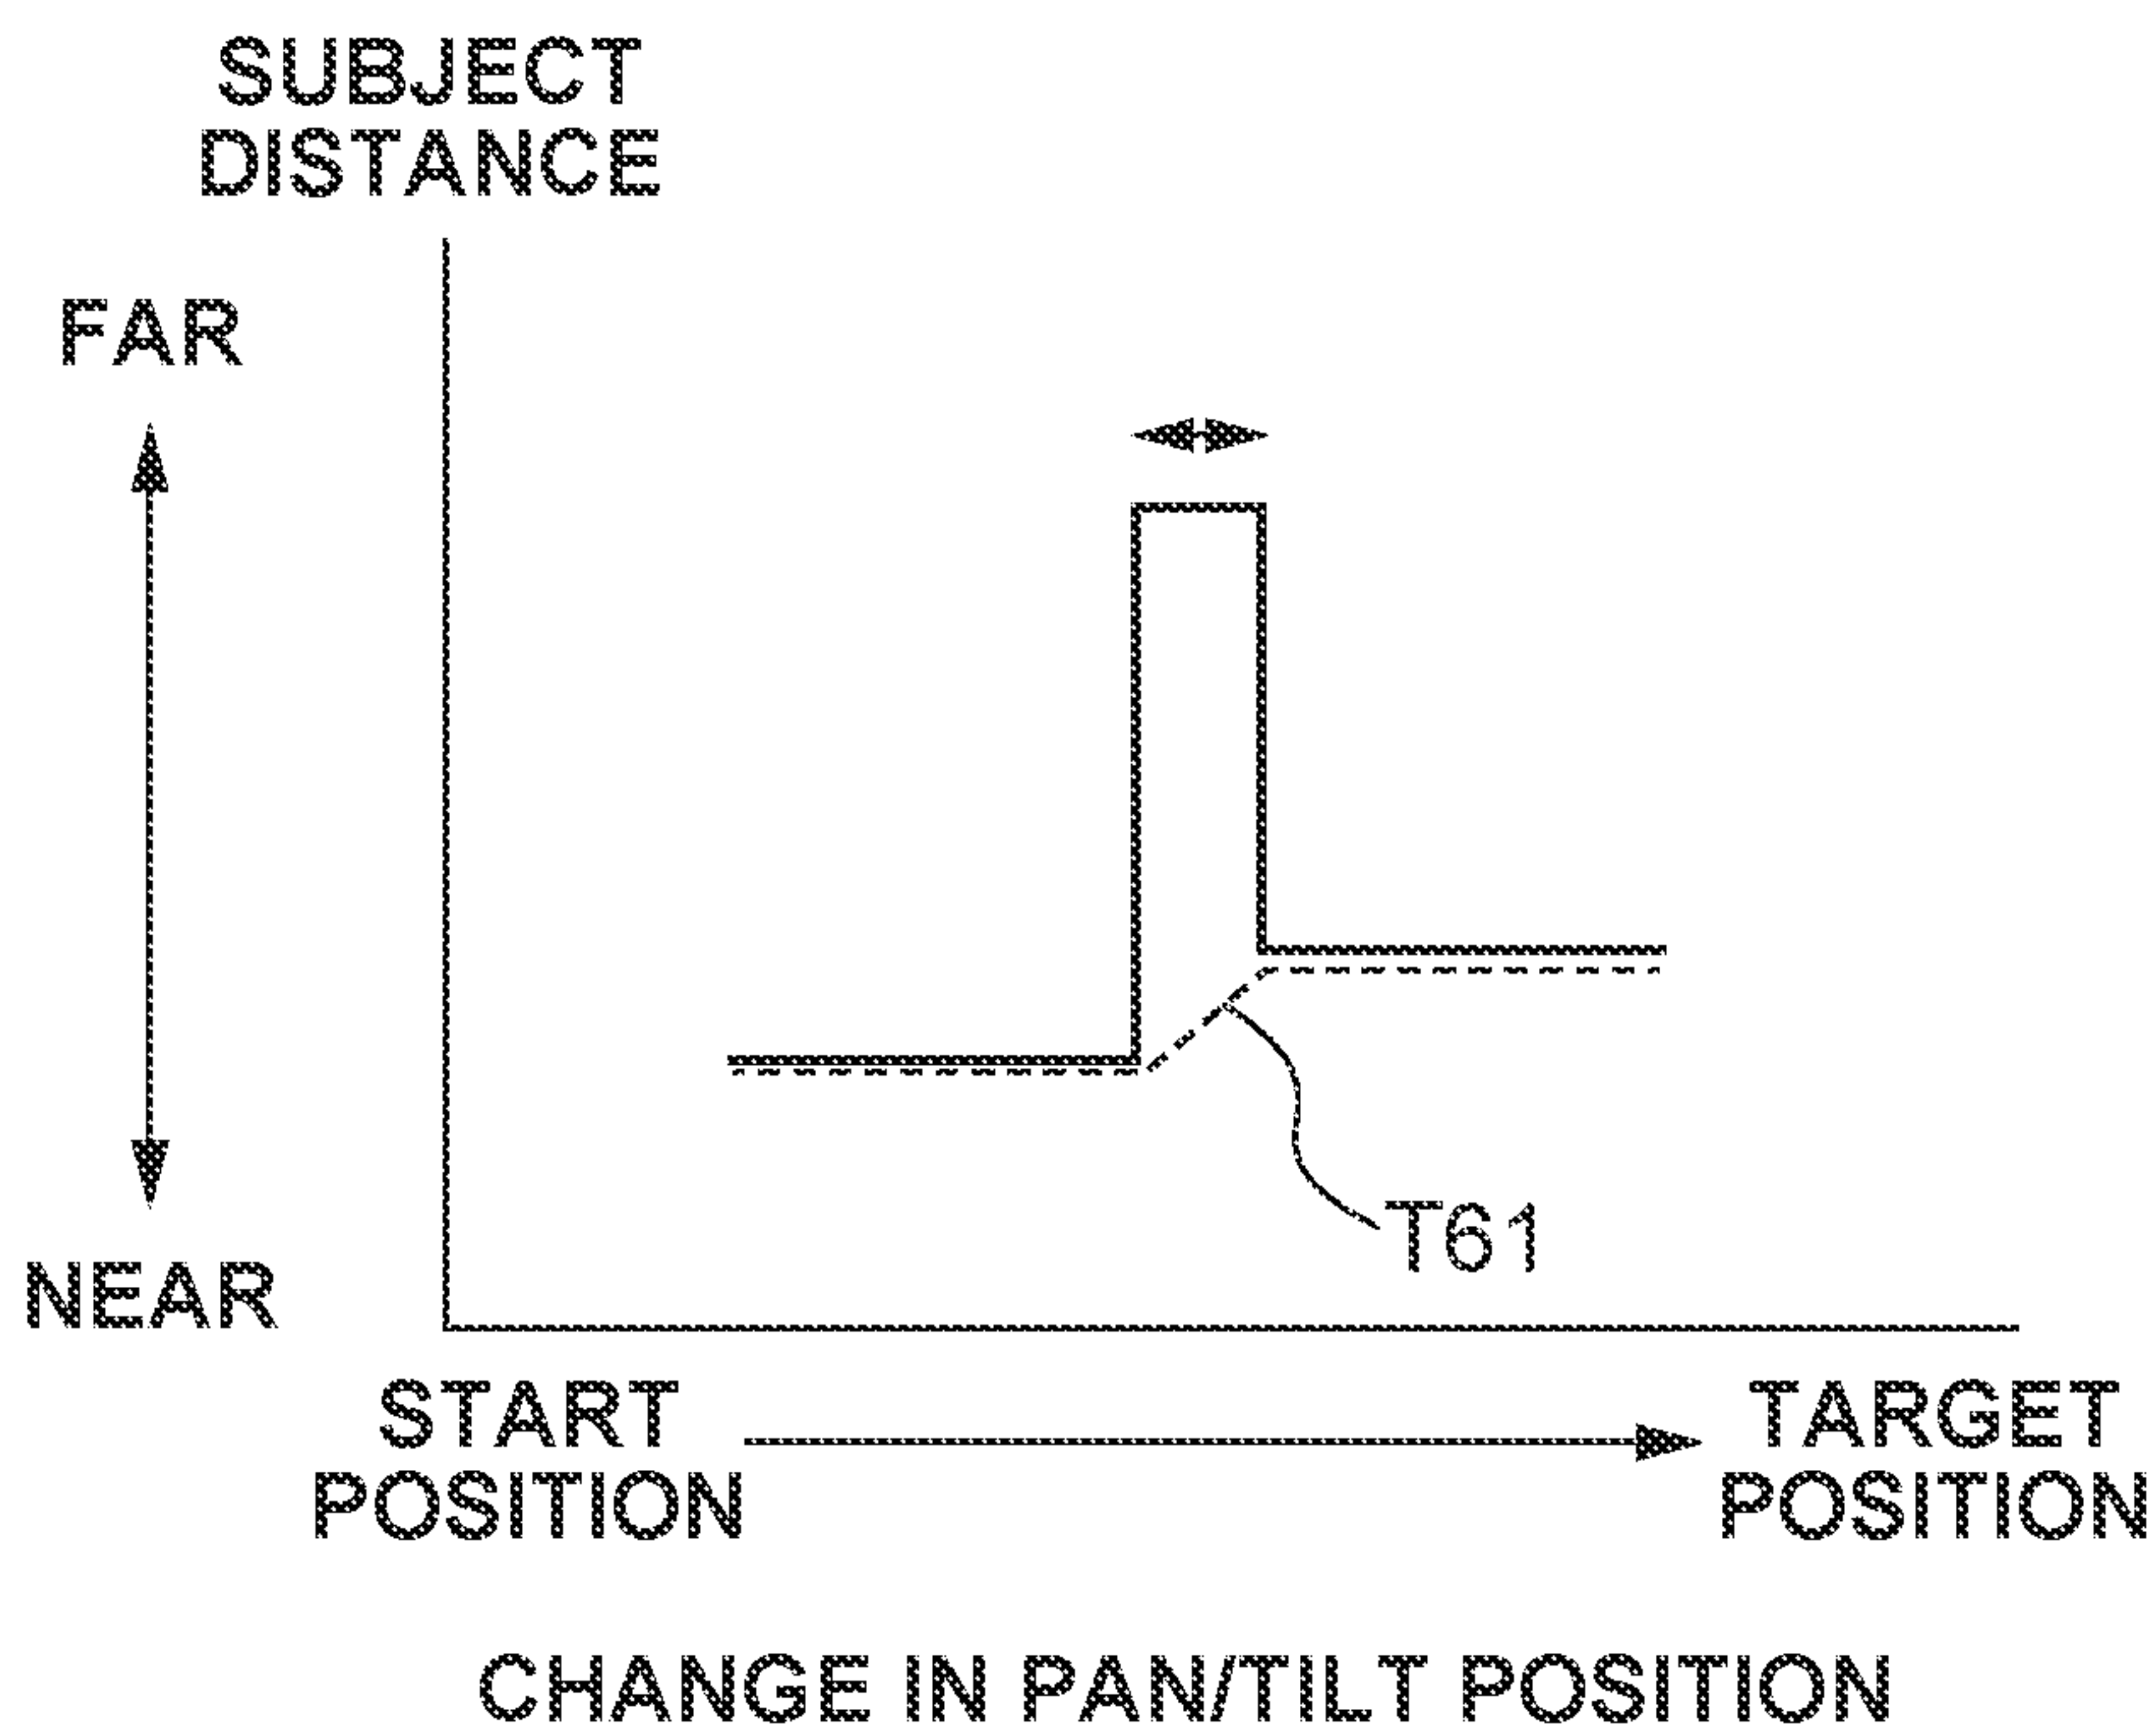 SUBJECT
DISTANCE
FAR
NEAR
T61
START
POSITION
TARGET
POSITION
CHANGE IN PAN/TILT POSITION